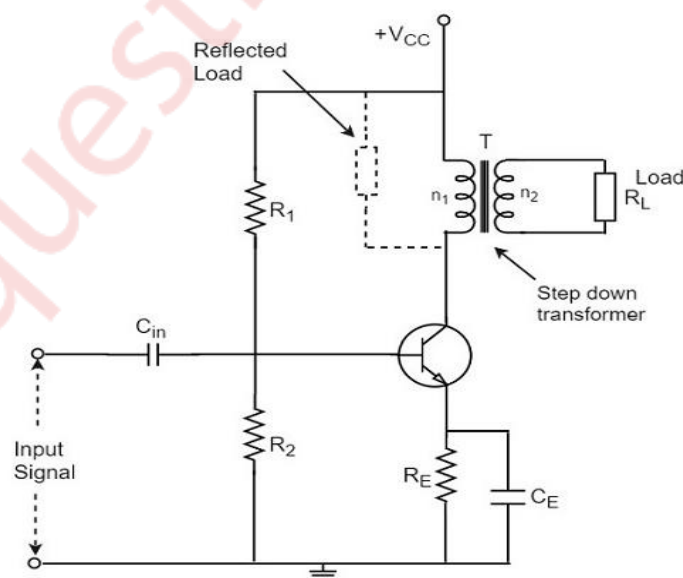 +VCC
Reflected
Load
T
n1
n2
Load
RL
R1
Step down
transformer
Cin
Input
Signal
R2
RE
CE